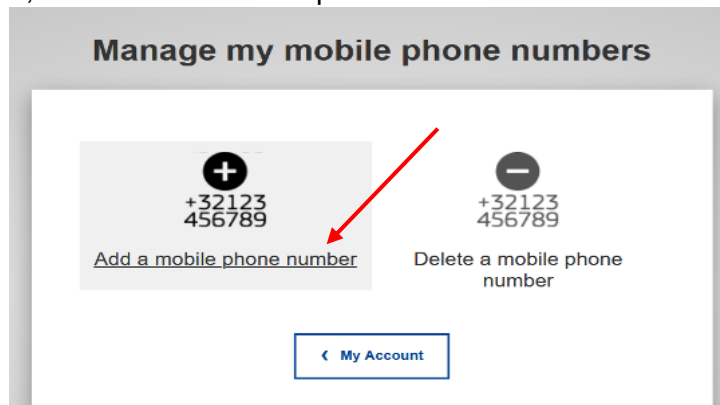 Manage my mobile phone numbers
+32123
456789
Add a mobile phone number
+32123
456789
Delete a mobile phone
number
My Account